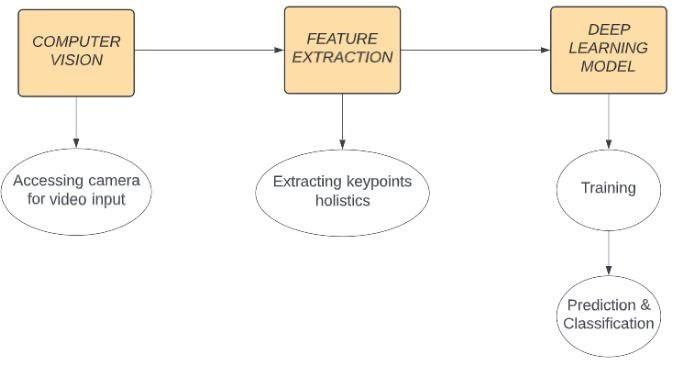 COMPUTER
VISION
FEATURE
EXTRACTION
DEEP
LEARNING
MODEL
Accessing camera
for video input
Extracting keypoints
holistics
Training
Prediction &
Classification